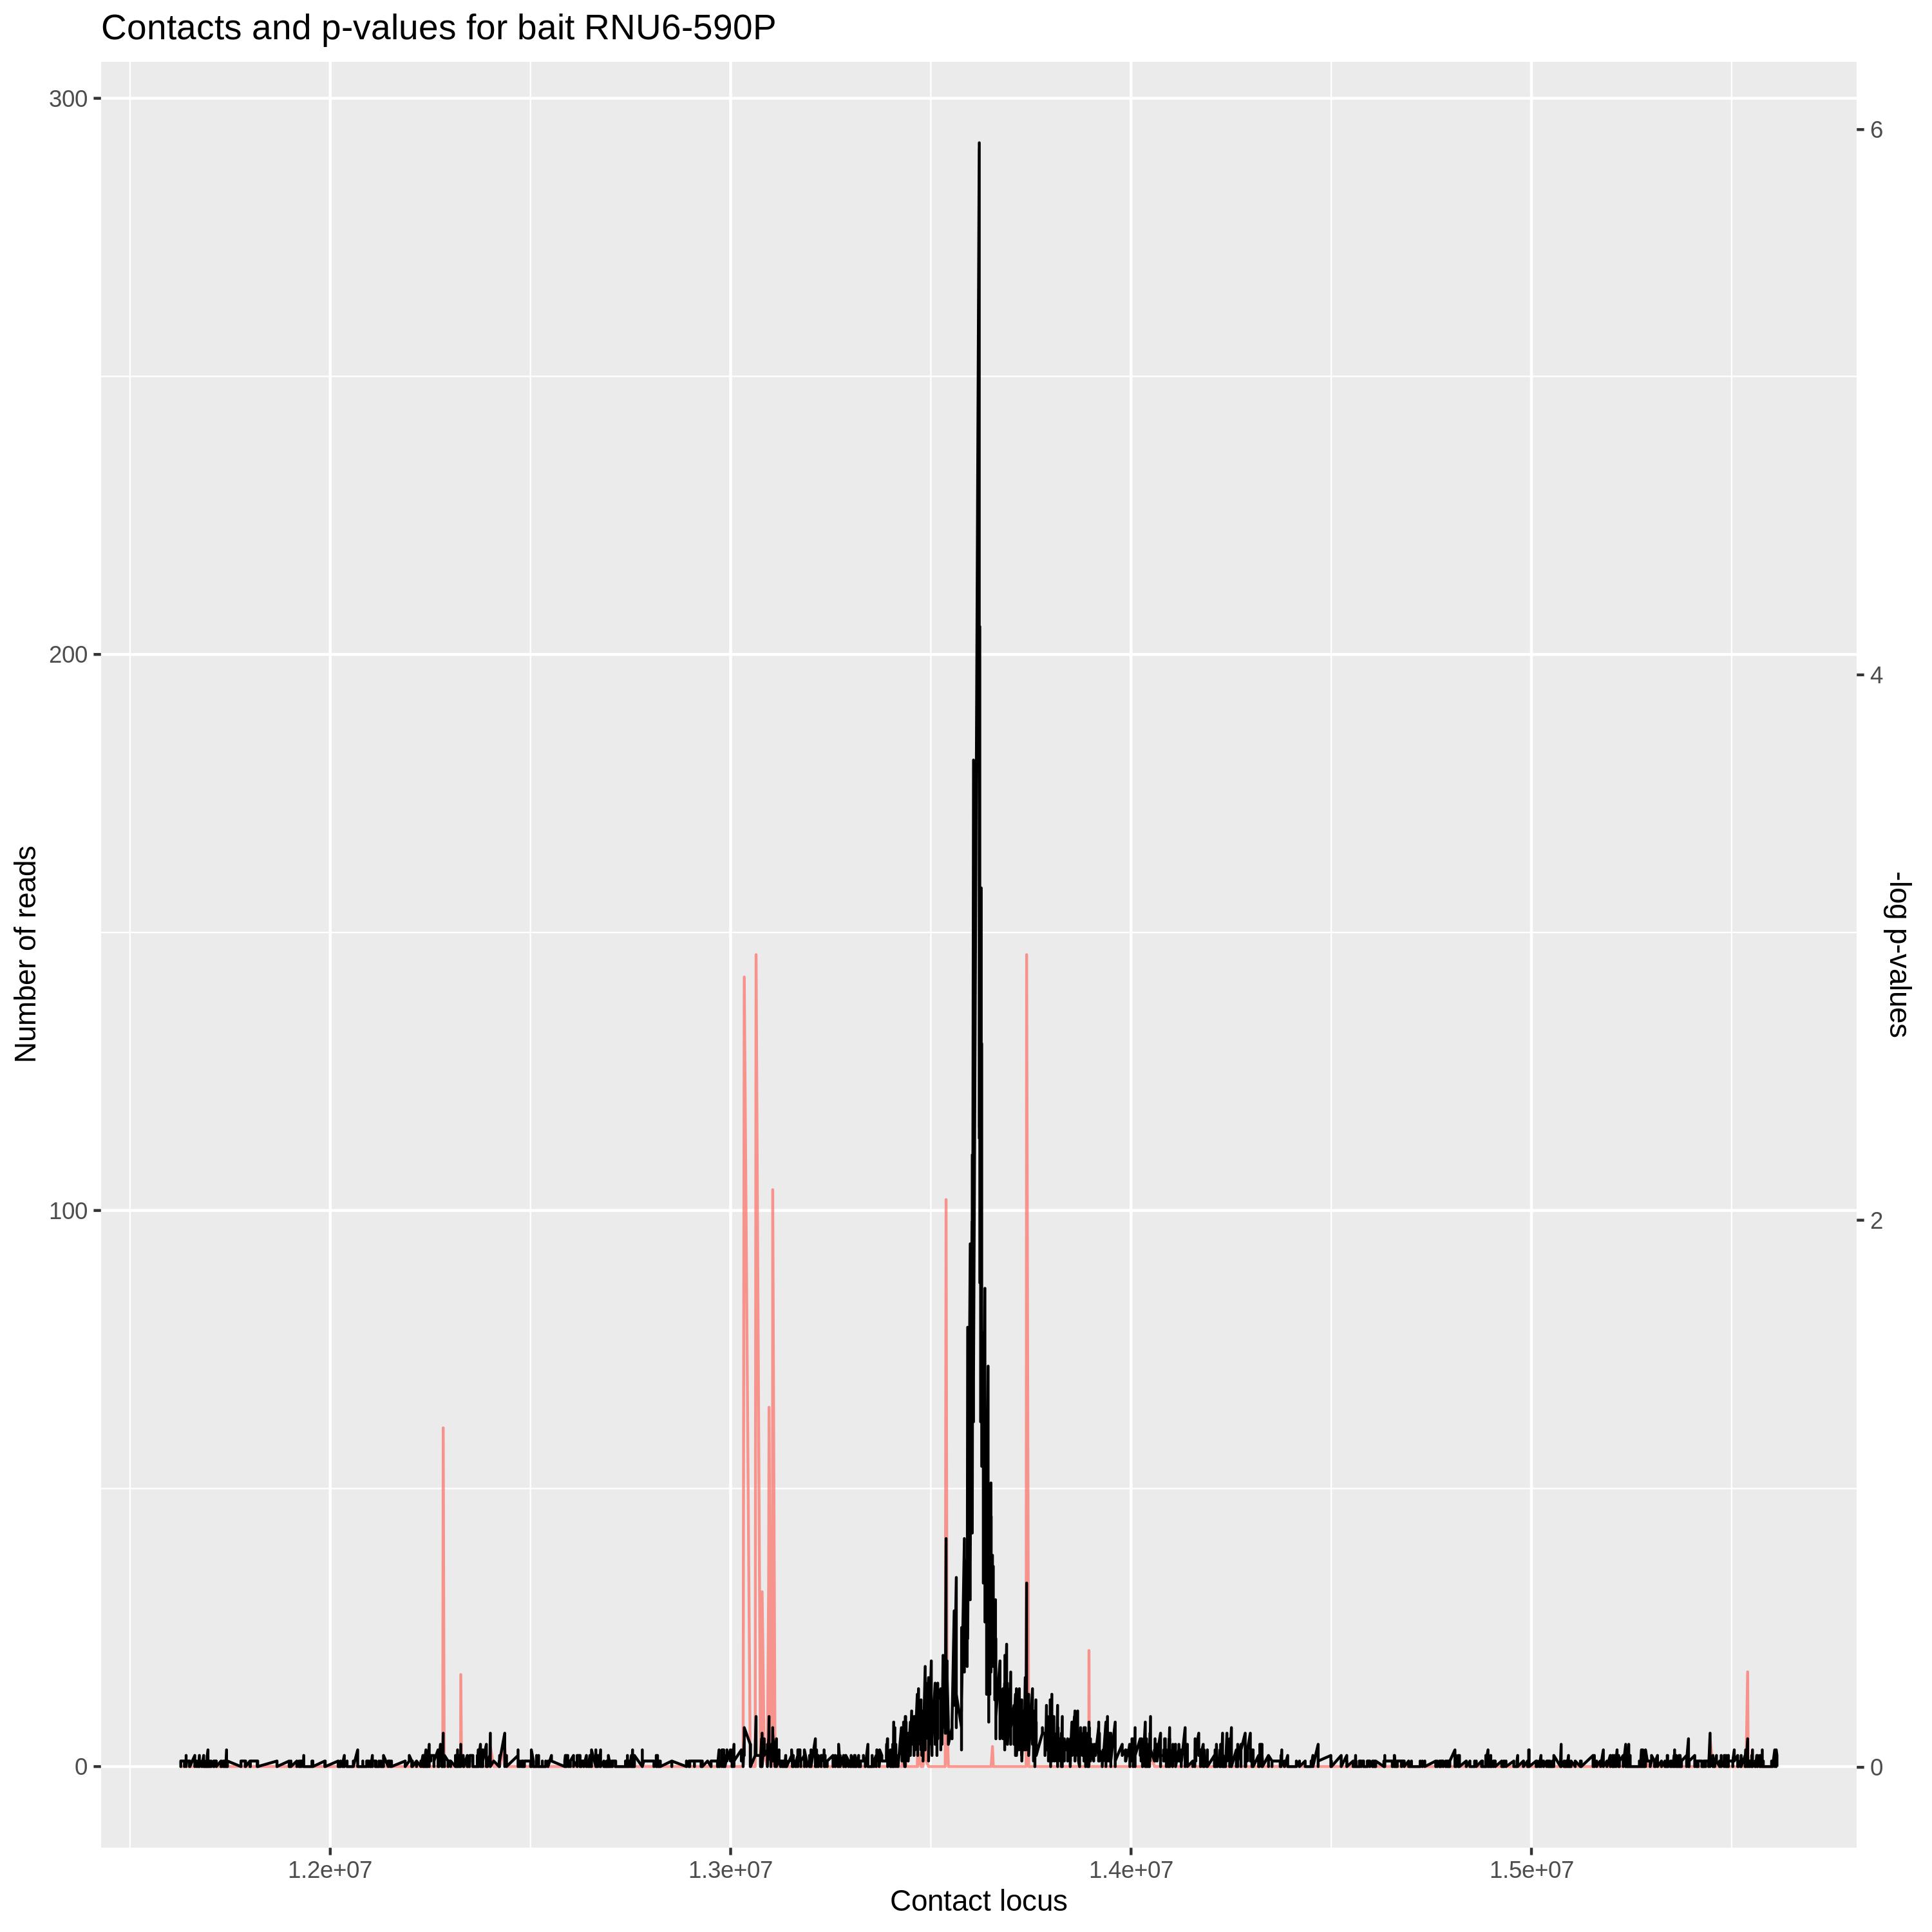 Contacts and p-values for bait RNU6-590P
300
200
100
0
Number of reads
6
4
2
0
-log p-values
1.2e+07
1.3e+07
1.4e+07
1.5e+07
Contact locus